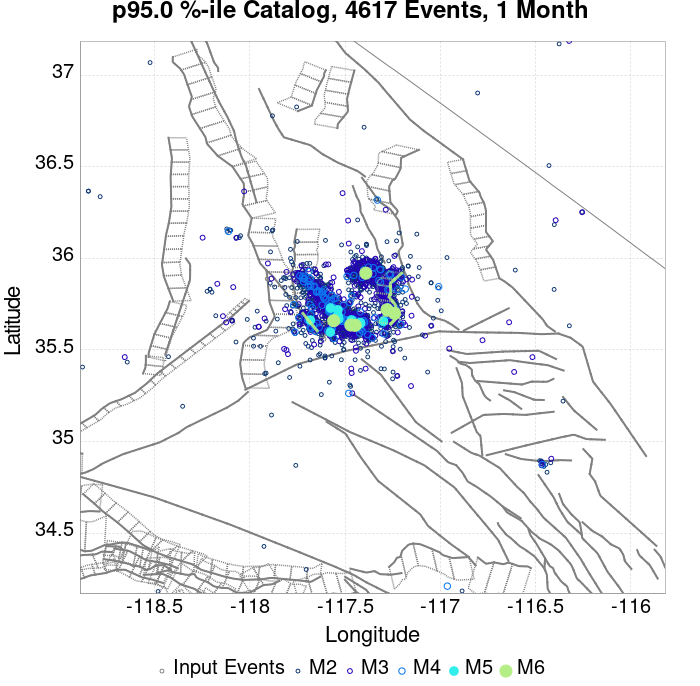 p95.0 %-ile Catalog, 4617 Events, 1 Month
37
36.5
36
35.5
35
34.5
Latitude
-118.5 -118 -117.5 -117 -116.5 -116
Longitude
Input Events M2 M3 M4 M5 M6